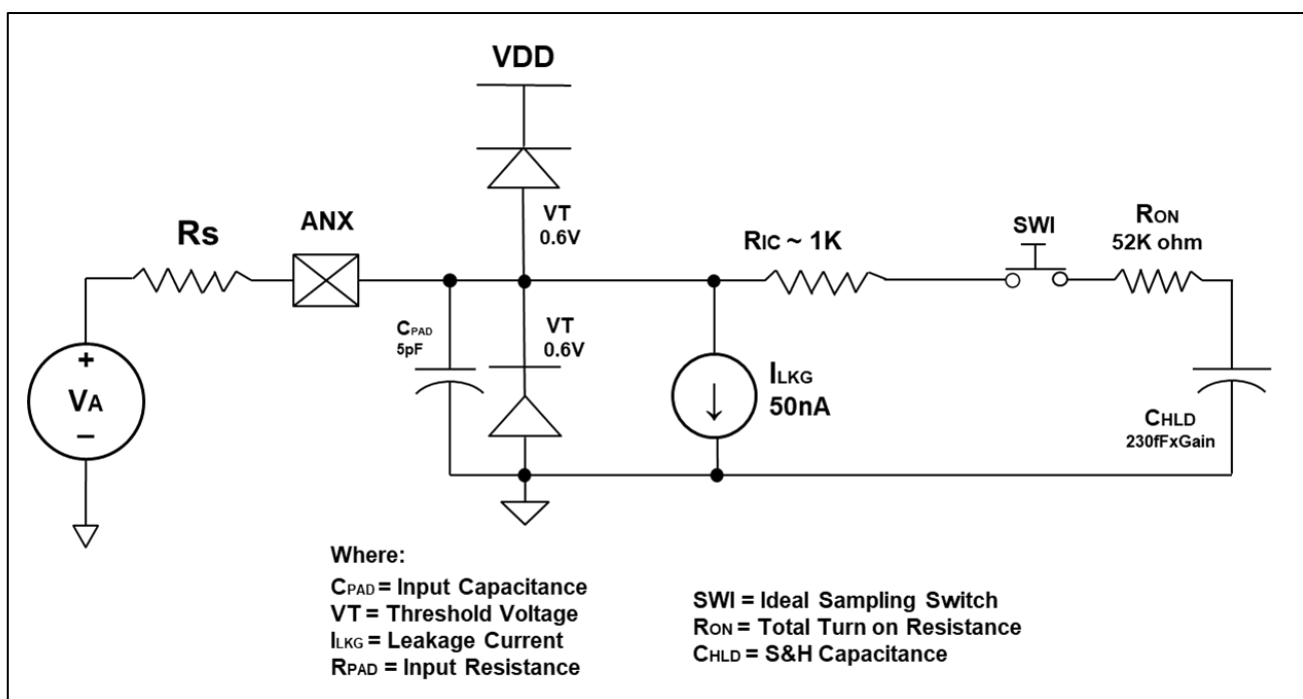 VDD
Rs
ANX
VT
0.6V
RIC ~ 1K
SWI
RON
52K ohm
CPAD
5pF
VT
0.6V
+
VA
–
ILKG
50nA
CHLD
230fFxGain
Where:
CPAD = Input Capacitance
VT = Threshold Voltage
ILKG = Leakage Current
RPAD = Input Resistance
SWI = Ideal Sampling Switch
RON = Total Turn on Resistance
CHLD = S&H Capacitance